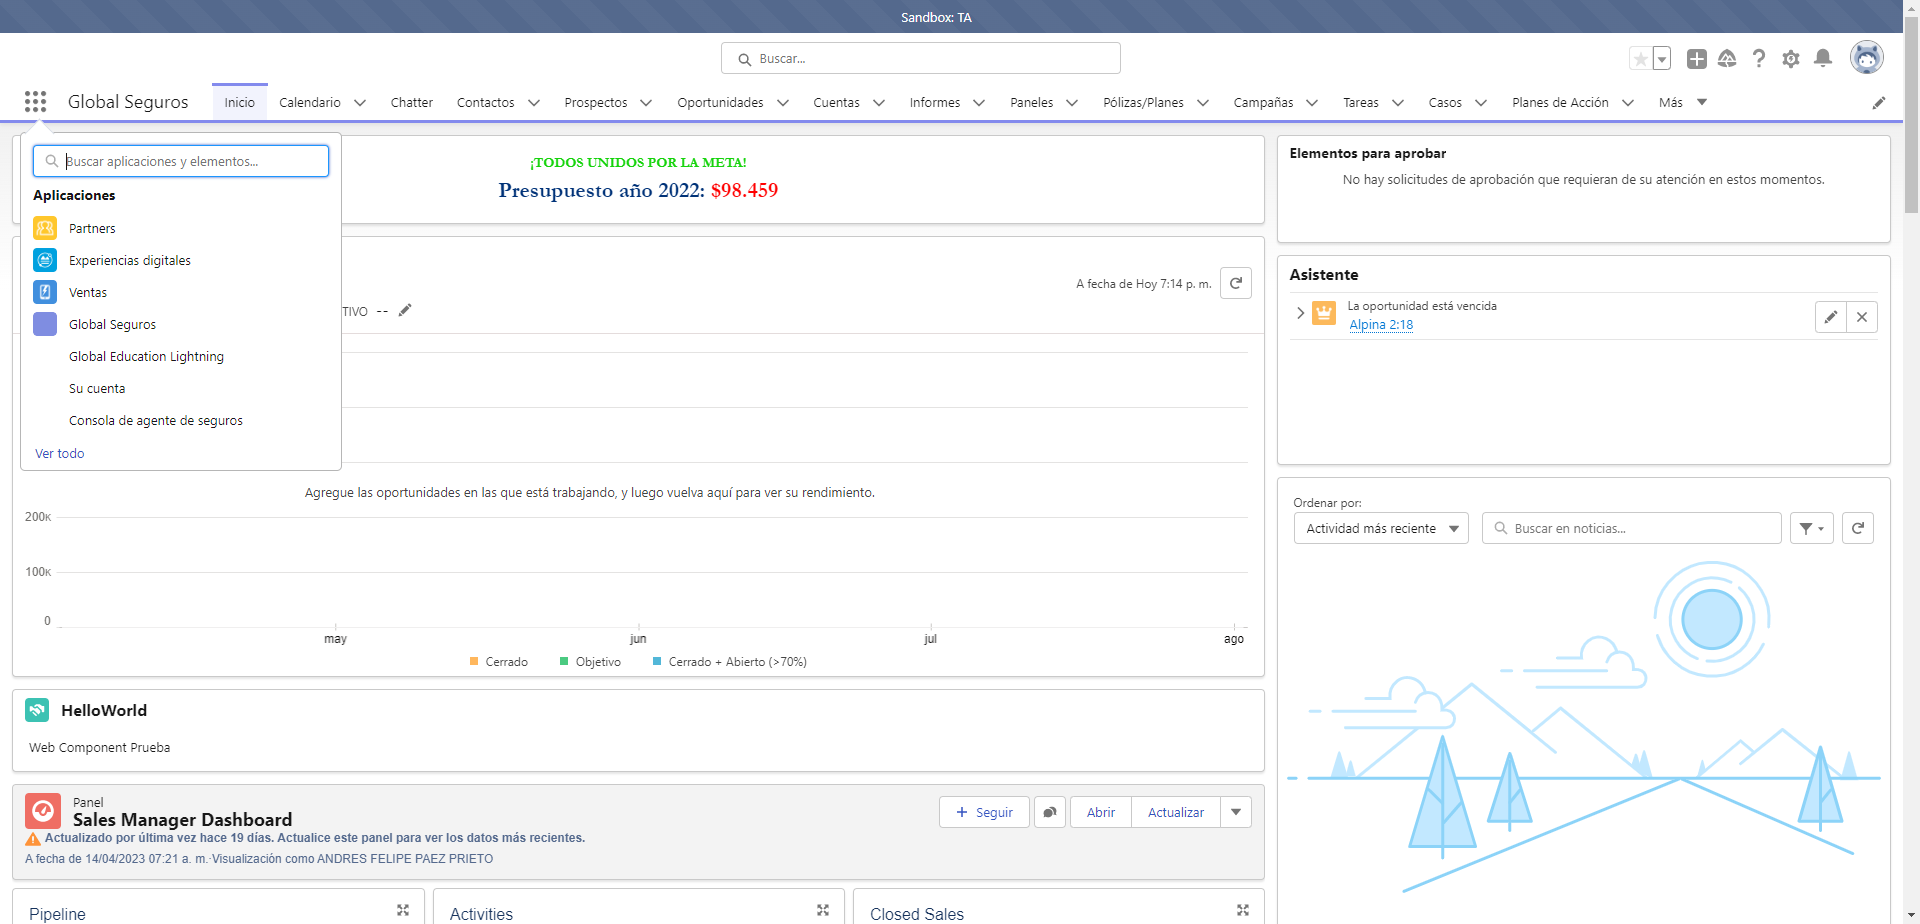 Sandbox: TA
Buscar...
Global Seguros
Inicio
Calendario
Chatter
Contactos
Prospectos
Oportunidades
Cuentas
Informes
Paneles
Pólizas/Planes
Campañas
Tareas
Casos
Planes de Acción
Más
Buscar aplicaciones y elementos...
Aplicaciones
Partners
Experiencias digitales
Ventas
Global Seguros
Global Education Lightning
Su cuenta
Consola de agente de seguros
Ver todo
¡TODOS UNIDOS POR LA META!
Presupuesto año 2022: $98.459
A fecha de Hoy 7:14 p. m.
TIVO --
Agregue las oportunidades en las que está trabajando, y luego vuelva aquí para ver su rendimiento.
200K
100K
0
may
jun
jul
ago
Cerrado
Objetivo
Cerrado + Abierto (>70%)
HelloWorld
Web Component Prueba
Panel
Sales Manager Dashboard
Actualizado por última vez hace 19 días. Actualice este panel para ver los datos más recientes.
A fecha de 14/04/2023 07:21 a. m.·Visualización como ANDRES FELIPE PAEZ PRIETO
Seguir
Abrir
Actualizar
Pipeline
Activities
Closed Sales
Elementos para aprobar
No hay solicitudes de aprobación que requieran de su atención en estos momentos.
Asistente
La oportunidad está vencida
Alpina 2:18
Ordenar por:
Actividad más reciente
Buscar en noticias...